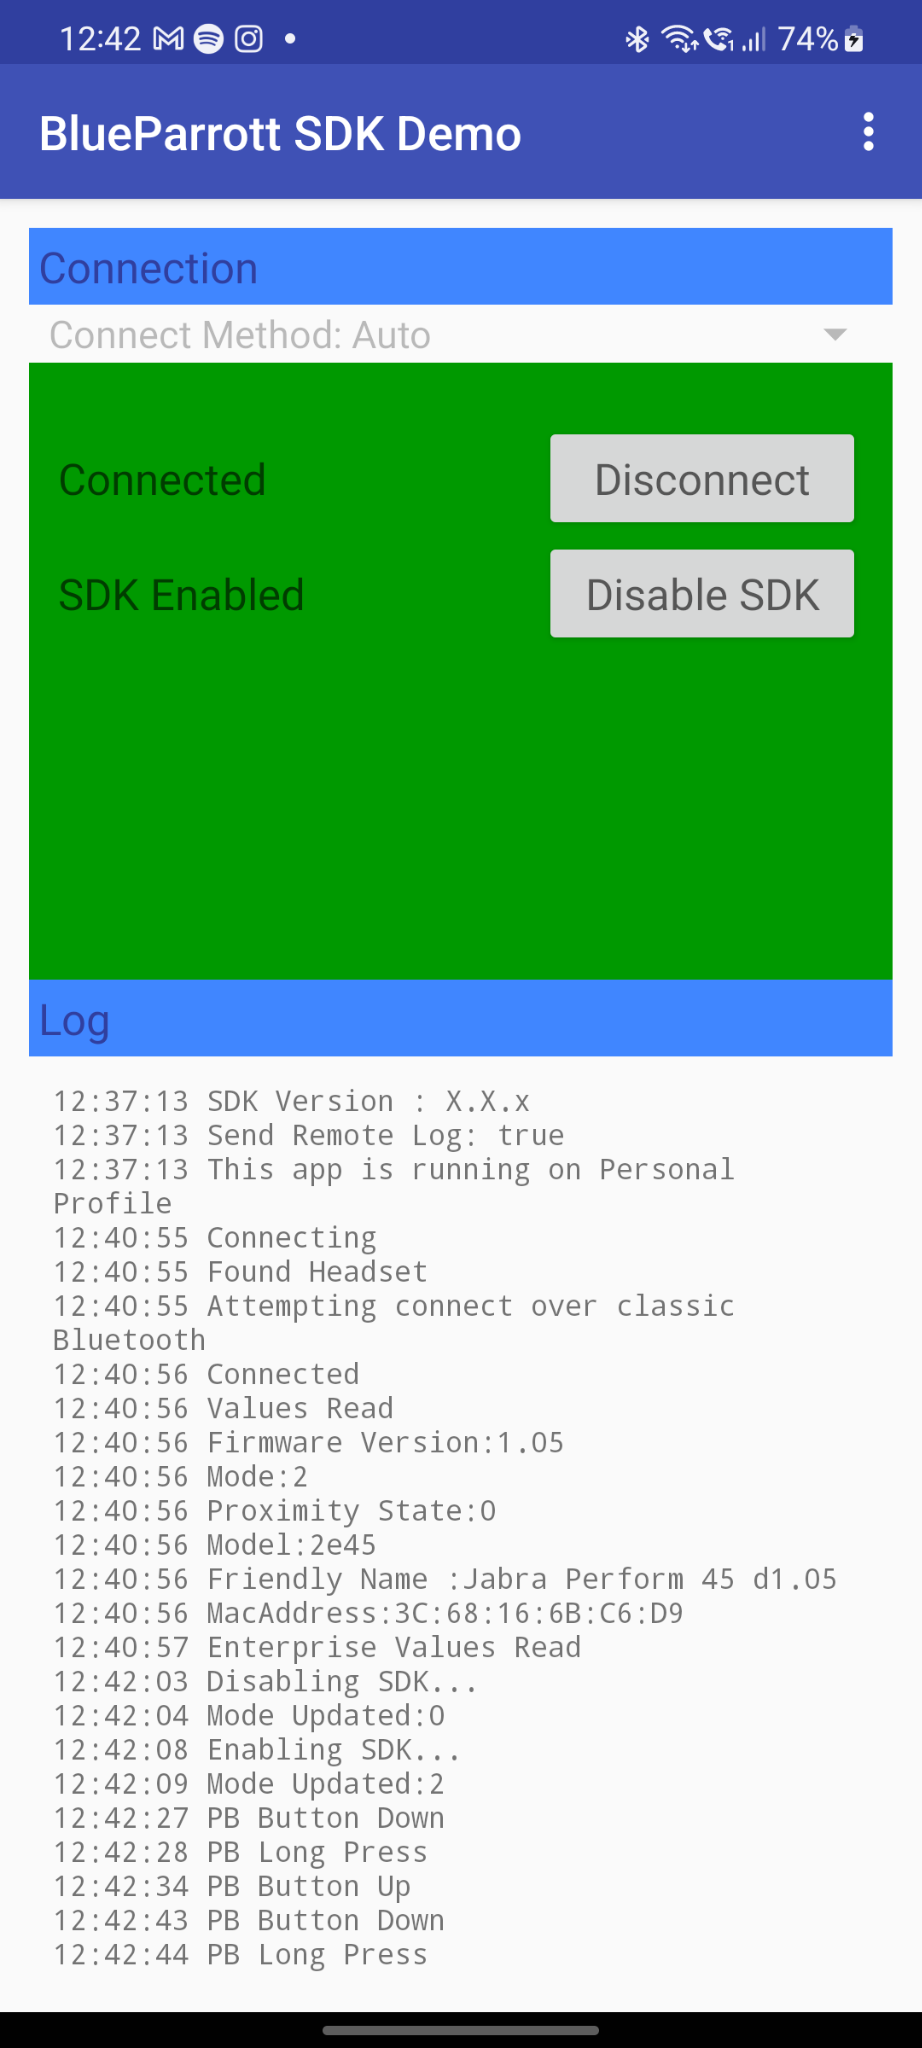 12:42
74%
BlueParrott SDK Demo
Connection
Connect Method: Auto
Connected
Disconnect
SDK Enabled
Disable SDK
Log
12:37:13 SDK Version : X.X.x
12:37:13 Send Remote Log: true
12:37:13 This app is running on Personal
Profile
12:40:55 Connecting
12:40:55 Found Headset
12:40:55 Attempting connect over classic
Bluetooth
12:40:56 Connected
12:40:56 Values Read
12:40:56 Firmware Version:1.05
12:40:56 Mode:2
12:40:56 Proximity State:0
12:40:56 Model:2e45
12:40:56 Friendly Name :Jabra Perform 45 d1.05
12:40:56 MacAddress:3C:68:16:6B:C6:D9
12:40:57 Enterprise Values Read
12:42:03 Disabling SDK...
12:42:04 Mode Updated:0
12:42:08 Enabling SDK...
12:42:09 Mode Updated:2
12:42:27 PB Button Down
12:42:28 PB Long Press
12:42:34 PB Button Up
12:42:43 PB Button Down
12:42:44 PB Long Press